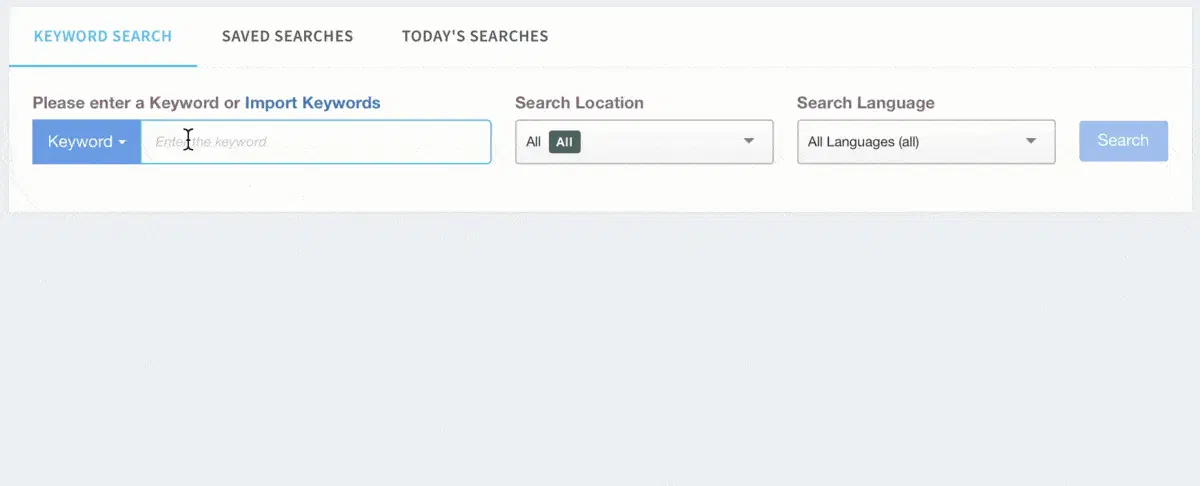 KEYWORD SEARCH SAVED SEARCHES TODAY'S SEARCHES
Please enter a Keyword or Import Keywords Search Location Search Language
Keyword Enter the keyword All All All Languages (all) Search